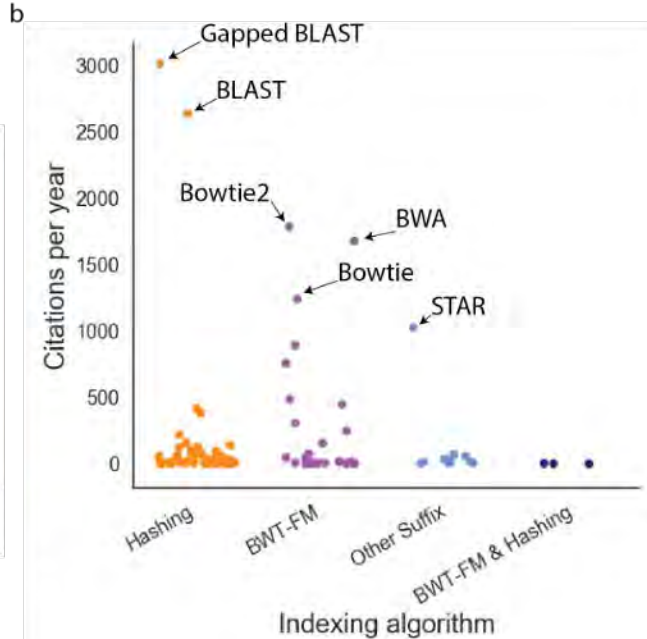 b
Gapped BLAST
3000
BLAST
2500
2000
Bowtie2
BWA
1500
Bowtie
STAR
1000
500
0
Citations per year
Hashing
BWT-FM
Other Suffix
BWT-FM & Hashing
Indexing algorithm